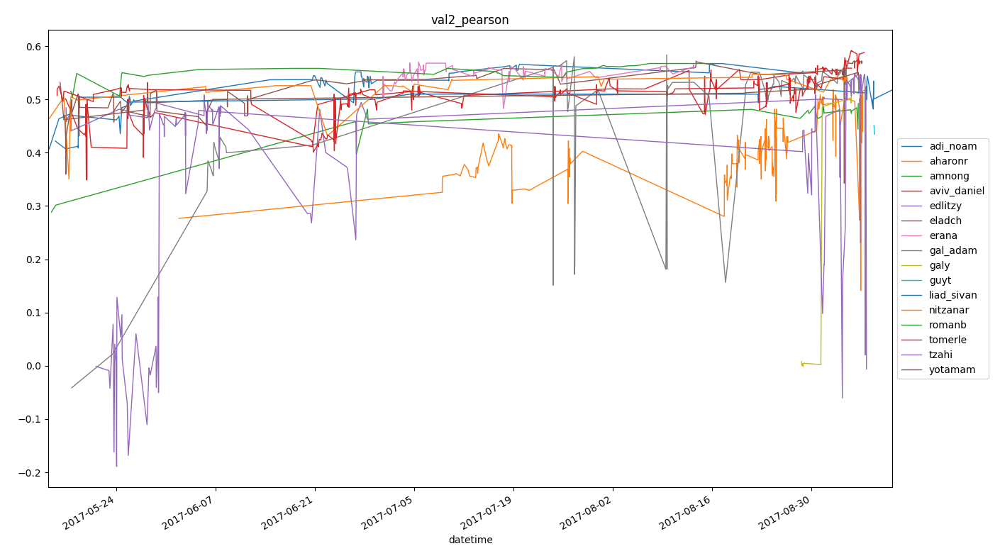 val2_pearson
0.6
0.5
0.4
0.3
0.2
0.1
0.0
−0.1
−0.2
2017-05-24
2017-06-07
2017-06-21
2017-07-05
2017-07-19
2017-08-02
2017-08-16
2017-08-30
datetime
adi_noam
aharonr
amnong
aviv_daniel
edlitzy
eladch
erana
gal_adam
galy
guyt
liad_sivan
nitzanar
romanb
tomerle
tzahi
yotamam